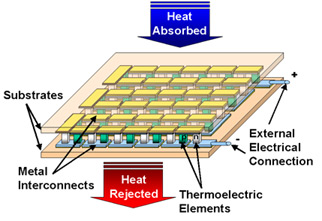 Heat
Absorbed
+
Substrates
-
External
Electrical
Connection
Metal
Interconnects
Heat
Rejected
Thermoelectric
Elements